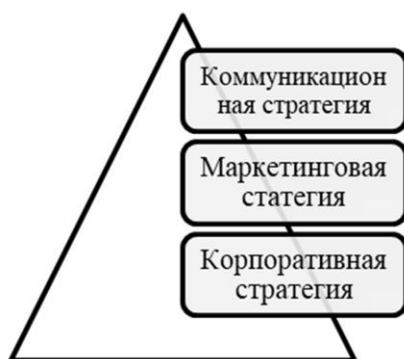 Коммуникацион
ная стратегия
Маркетинговая
статегия
Корпоративная
стратегия